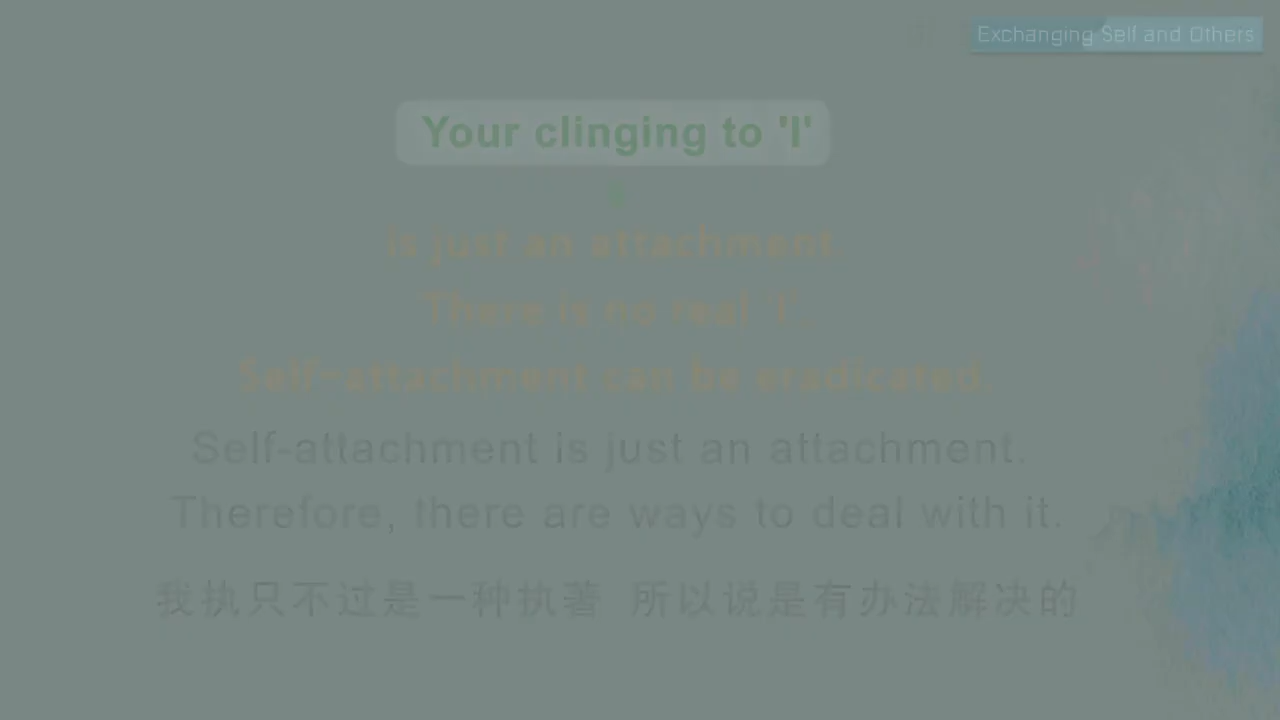 Exchanging Self and Others
Your clinging to 'I'
is just an attachment.
There is no real 'I'.
Self-attachment can be eradicated.
Self-attachment is just an attachment.
Therefore, there are ways to deal with it.
我执只不过是一种执著 所以说是有办法解决的